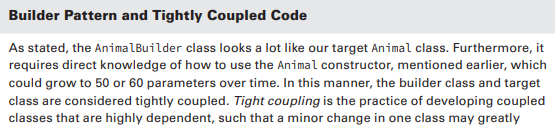 Builder Pattern and Tightly Coupled Code
As stated, the AnimalBuilder class looks a lot like our target Animal class. Furthermore, it
requires direct knowledge of how to use the Animal constructor, mentioned earlier, which
could grow to 50 or 60 parameters over time. In this manner, the builder class and target
class are considered tightly coupled. Tight coupling is the practice of developing coupled
classes that are highly dependent, such that a minor change in one class may greatly